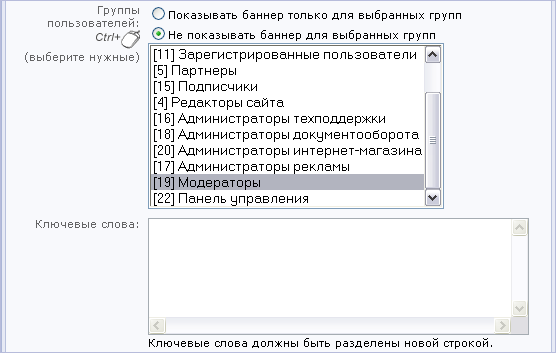 Группы
пользователей:
Ctrl+
(выберите нужные)
Показывать баннер только для выбранных групп
Не показывать баннер для выбранных групп
[11] Зарегистрированные пользователи
[5] Партнеры
[15] Подписчики
[4] Редакторы сайта
[16] Администраторы техподдержки
[18] Администраторы документооборота
[20] Администраторы интернет-магазина
[17] Администраторы рекламы
[19] Модераторы
[22] Панель управления
Ключевые слова:
Ключевые слова должны быть разделены новой строкой.